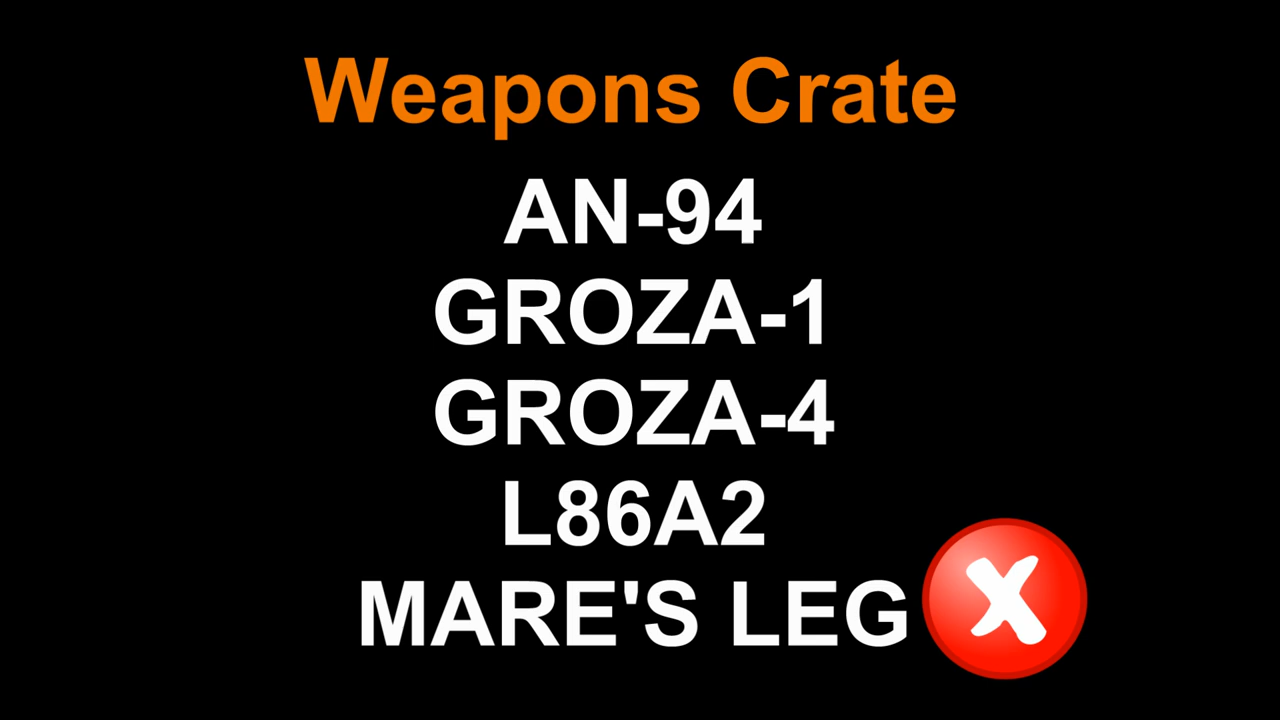 Weapons Crate
AN-94
GROZA-1
GROZA-4
L86A2
MARE'S LEG